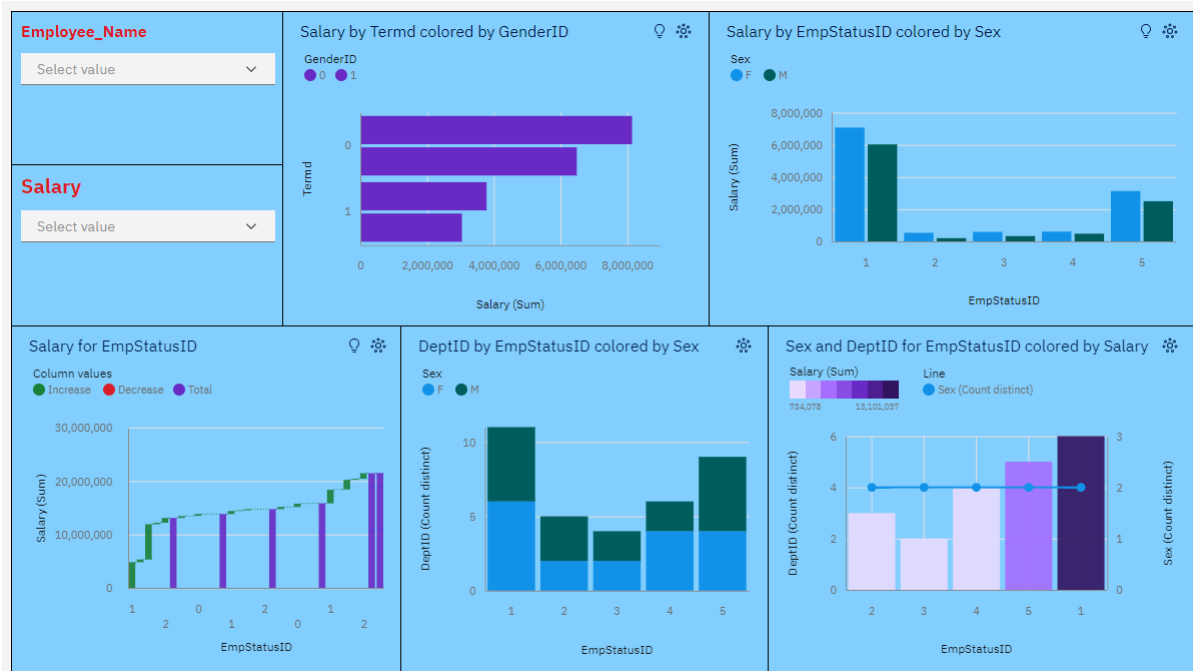 Employee_Name
Select value
Salary
Select value
Salary by Termd colored by GenderID
GenderID
0 1
Termd
0
1
0 2,000,000 4,000,000 6,000,000 8,000,000
Salary (Sum)
Salary by EmpStatusID colored by Sex
Sex
F M
Salary (Sum)
8,000,000
6,000,000
4,000,000
2,000,000
0
1 2 3 4 5
EmpStatusID
Salary for EmpStatusID
Column values
Increase Decrease Total
Salary (Sum)
30,000,000
20,000,000
10,000,000
0
1 0 2 1
2 1 0 2
EmpStatusID
DeptID by EmpStatusID colored by Sex
Sex
F M
DeptID (Count distinct)
10
5
0
1 2 3 4 5
EmpStatusID
Sex and DeptID for EmpStatusID colored by Salary
Salary (Sum) Line
Sex (Count distinct)
734,078 13,101,037
DeptID (Count distinct)
6
4
2
0
3
2
1
0
Sex (Count distinct)
2 3 4 5 1
EmpStatusID